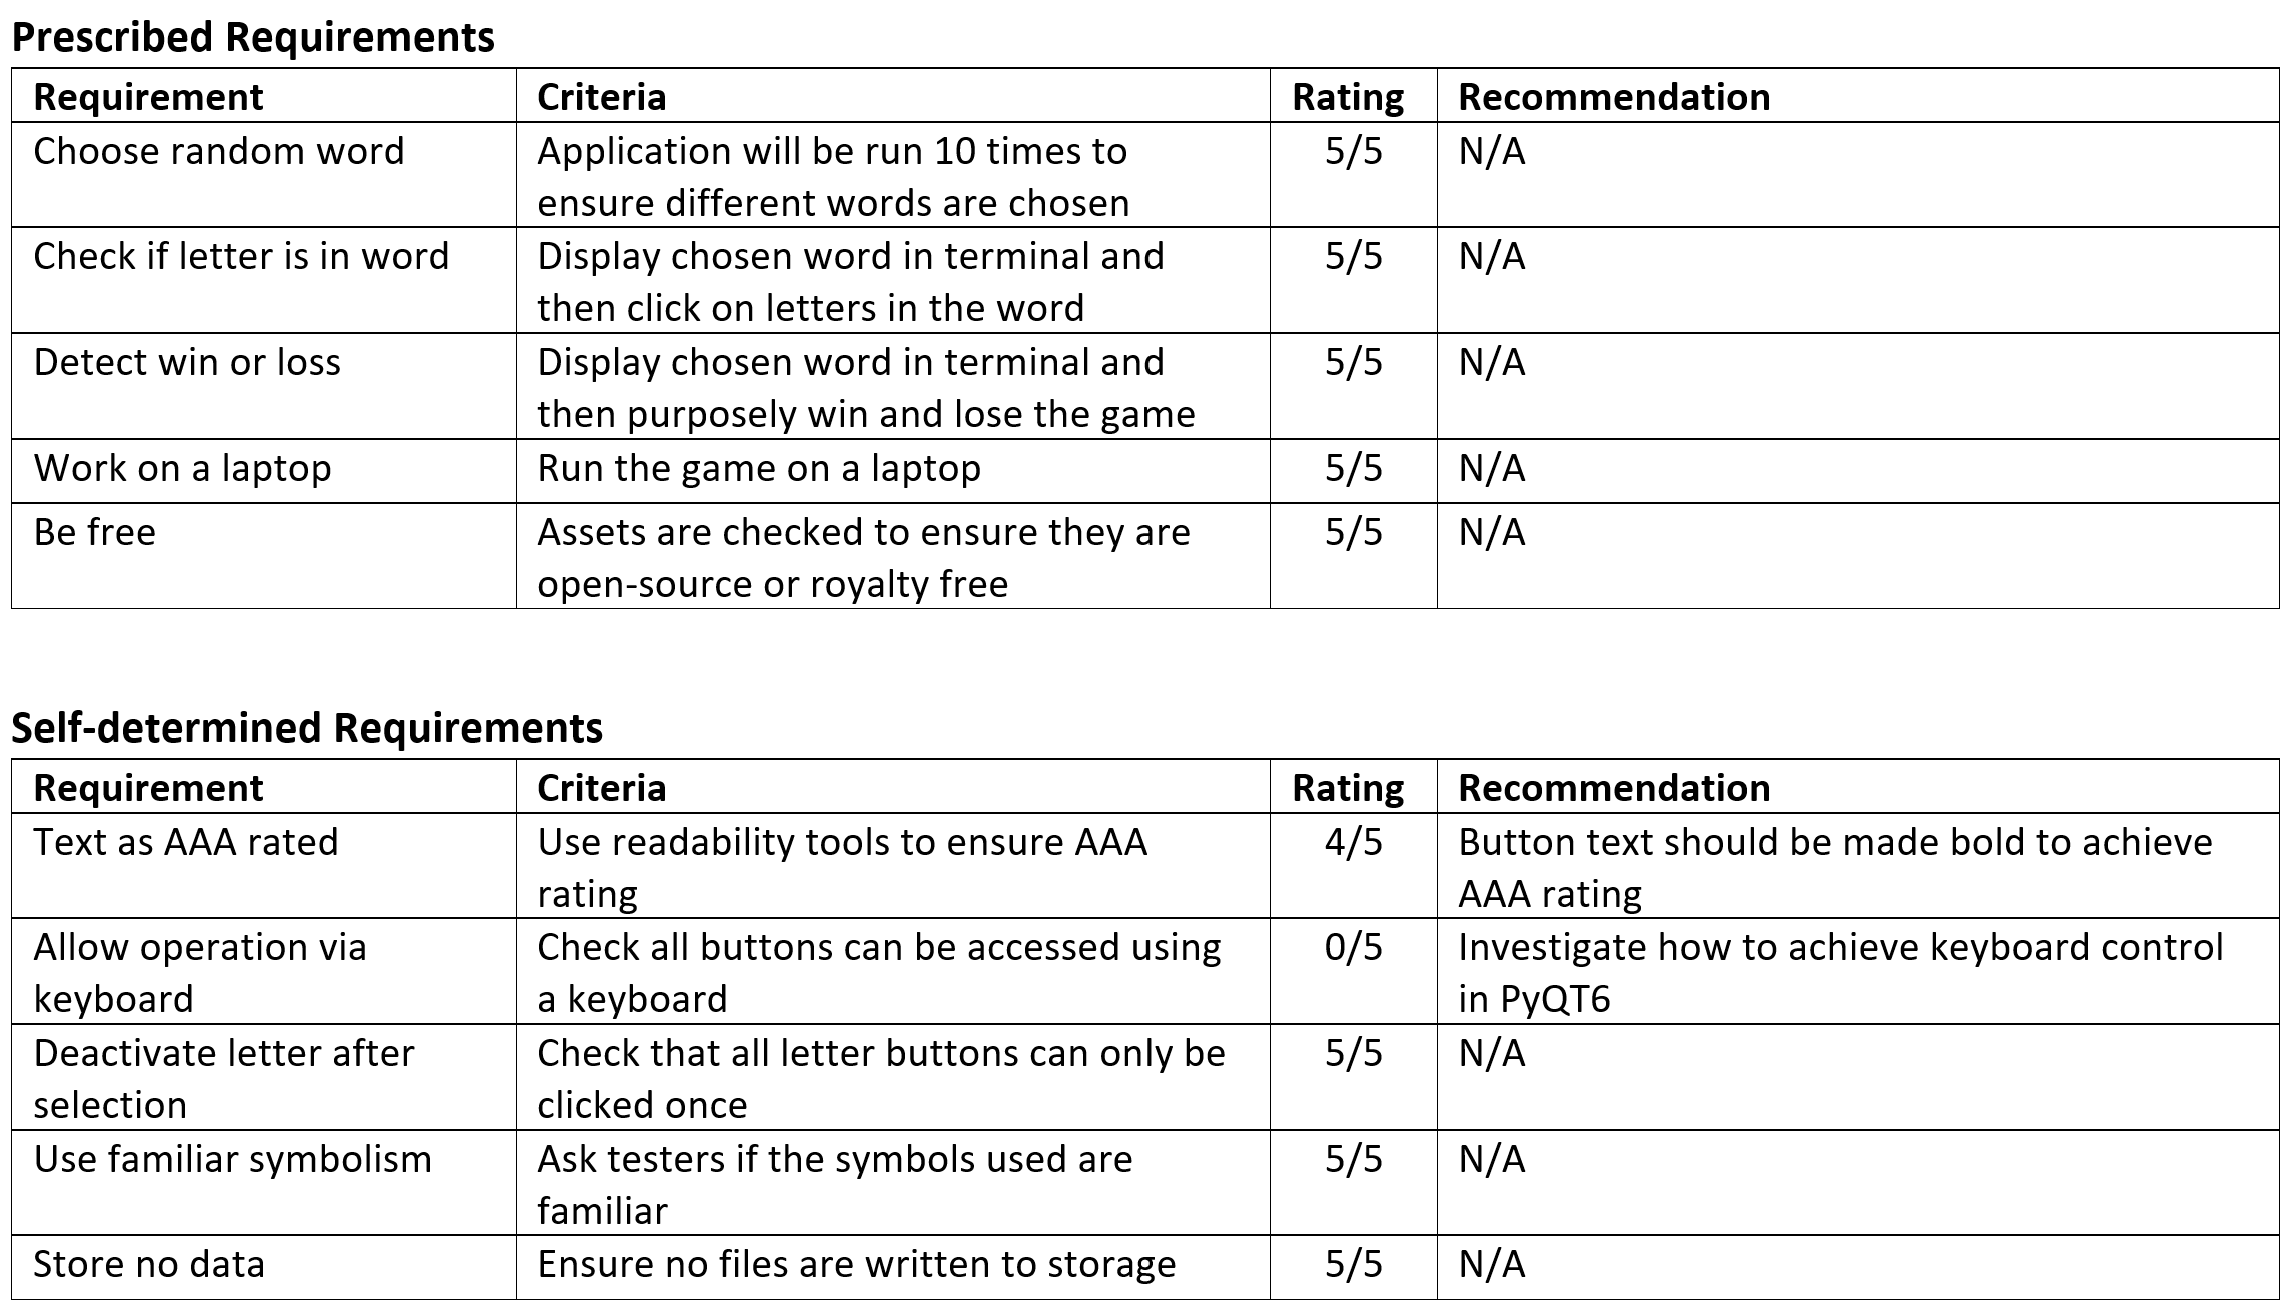 Prescribed Requirements
Requirement Criteria Rating Recommendation
Choose random word Application will be run 10 times to 5/5 N/A
ensure different words are chosen
Check if letter is in word Display chosen word in terminal and 5/5 N/A
then click on letters in the word
Detect win or loss Display chosen word in terminal and 5/5 N/A
then purposely win and lose the game
Work on a laptop Run the game on a laptop 5/5 N/A
Be free Assets are checked to ensure they are 5/5 N/A
open-source or royalty free
Self-determined Requirements
Requirement Criteria Rating Recommendation
Text as AAA rated Use readability tools to ensure AAA 4/5 Button text should be made bold to achieve
rating AAA rating
Allow operation via Check all buttons can be accessed using 0/5 Investigate how to achieve keyboard control
keyboard a keyboard in PyQT6
Deactivate letter after Check that all letter buttons can only be 5/5 N/A
selection clicked once
Use familiar symbolism Ask testers if the symbols used are 5/5 N/A
familiar
Store no data Ensure no files are written to storage 5/5 N/A